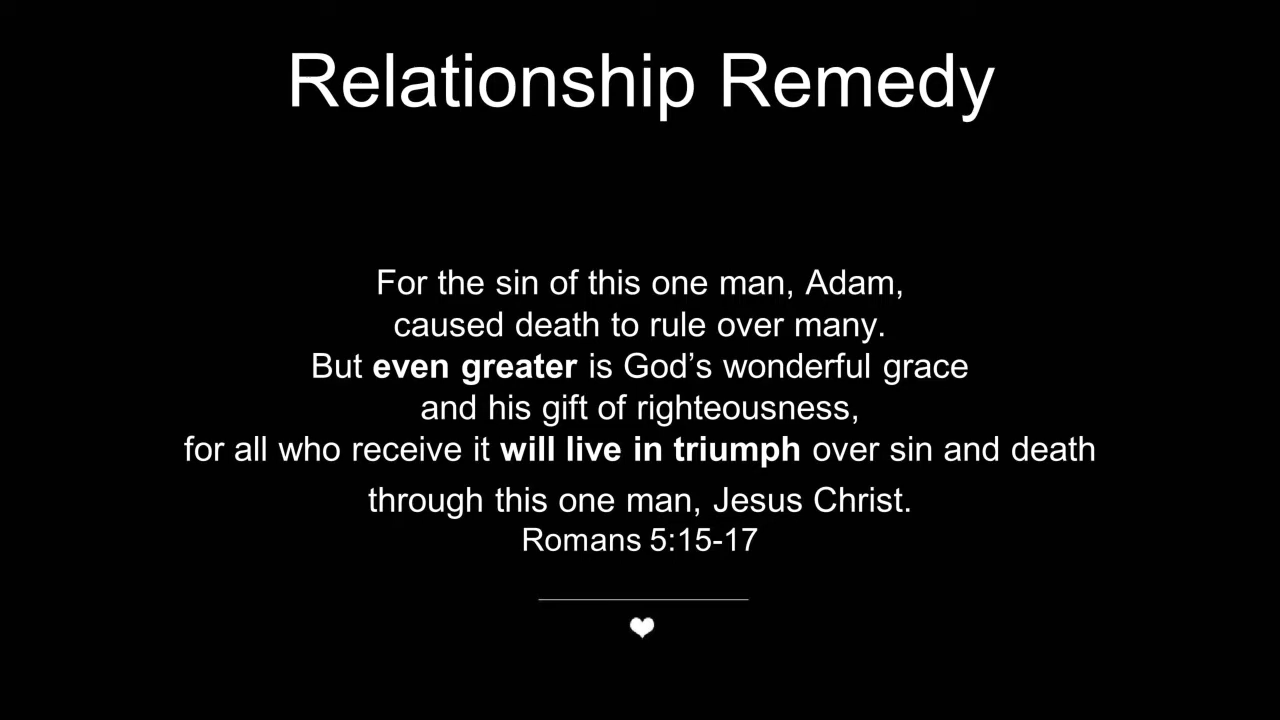 Relationship Remedy
For the sin of this one man, Adam,
caused death to rule over many.
But even greater is God’s wonderful grace
and his gift of righteousness,
for all who receive it will live in triumph over sin and death
through this one man, Jesus Christ.
Romans 5:15-17